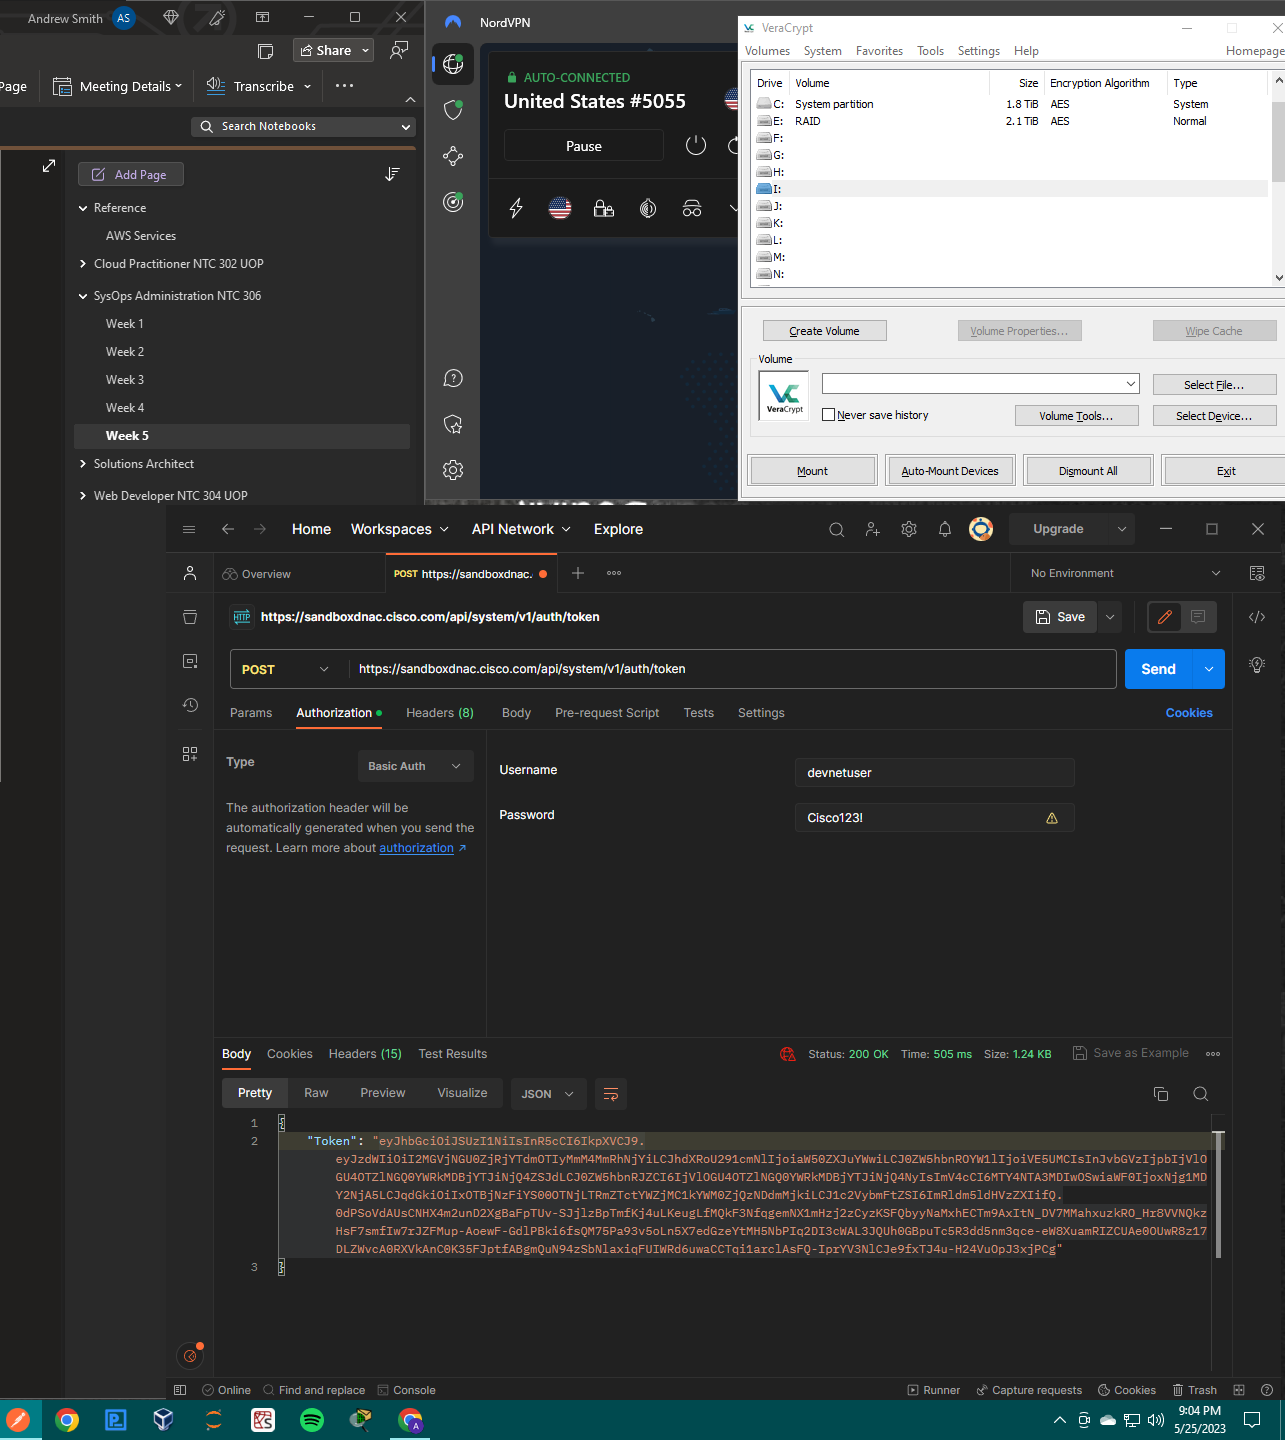 Andrew Smith AS
Share
Page Meeting Details Transcribe
Search Notebooks
Add Page
Reference
AWS Services
Cloud Practitioner NTC 302 UOP
SysOps Administration NTC 306
Week 1
Week 2
Week 3
Week 4
Week 5
Solutions Architect
Web Developer NTC 304 UOP
NordVPN
AUTO-CONNECTED
United States #5055
Pause
VeraCrypt
Volumes System Favorites Tools Settings Help Homepage
Drive Volume Size Encryption Algorithm Type
C: System partition 1.8 TiB AES System
E: RAID 2.1 TiB AES Normal
F:
G:
H:
I:
J:
K:
L:
M:
N:
Create Volume Volume Properties... Wipe Cache
Volume
VeraCrypt
Select File...
Never save history Volume Tools... Select Device...
Mount Auto-Mount Devices Dismount All Exit
Home Workspaces API Network Explore Upgrade
Overview POST https://sandboxdnac. No Environment
HTTP https://sandboxdnac.cisco.com/api/system/v1/auth/token Save
POST https://sandboxdnac.cisco.com/api/system/v1/auth/token Send
Params Authorization Headers (8) Body Pre-request Script Tests Settings Cookies
Type Basic Auth
The authorization header will be
automatically generated when you send the
request. Learn more about authorization ↗
Username devnetuser
Password Cisco123!
Body Cookies Headers (15) Test Results Status: 200 OK Time: 505 ms Size: 1.24 KB Save as Example
Pretty Raw Preview Visualize JSON
1 {
2 "Token": "eyJhbGciOiJSUzI1NiIsInR5cCI6IkpXVCJ9.
3 }
Online Find and replace Console Runner Capture requests Cookies Trash
A
9:04 PM
5/25/2023